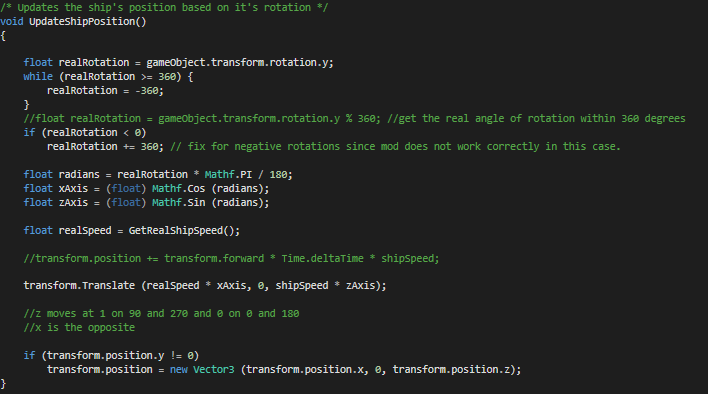 /* Updates the ship's position based on it's rotation */
void UpdateShipPosition()
{
float realRotation = gameObject.transform.rotation.y;
while (realRotation >= 360) {
realRotation = -360;
}
//float realRotation = gameObject.transform.rotation.y % 360; //get the real angle of rotation within 360 degrees
if (realRotation < 0)
realRotation += 360; // fix for negative rotations since mod does not work correctly in this case.
float radians = realRotation * Mathf.PI / 180;
float xAxis = (float) Mathf.Cos (radians);
float zAxis = (float) Mathf.Sin (radians);
float realSpeed = GetRealShipSpeed();
//transform.position += transform.forward * Time.deltaTime * shipSpeed;
transform.Translate (realSpeed * xAxis, 0, shipSpeed * zAxis);
//z moves at 1 on 90 and 270 and 0 on 0 and 180
//x is the opposite
if (transform.position.y != 0)
transform.position = new Vector3 (transform.position.x, 0, transform.position.z);
}